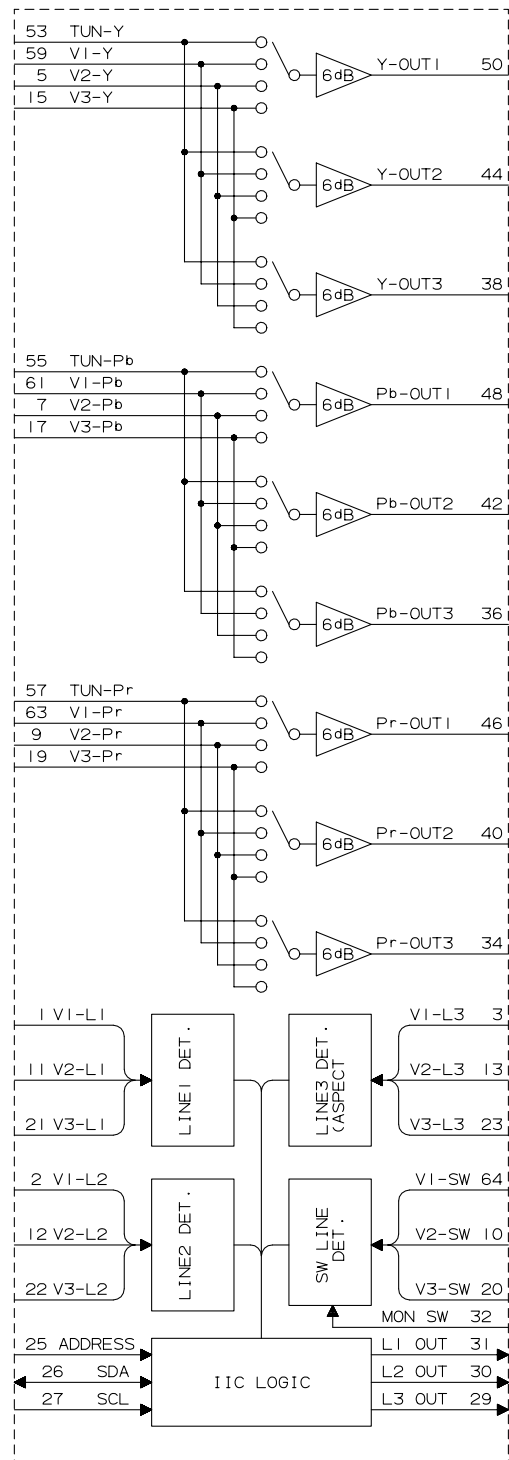 53 TUN-Y
59 V1-Y
5 V2-Y
15 V3-Y
6dB Y-OUT1 50
6dB Y-OUT2 44
6dB Y-OUT3 38
55 TUN-Pb
61 V1-Pb
7 V2-Pb
17 V3-Pb
6dB Pb-OUT1 48
6dB Pb-OUT2 42
6dB Pb-OUT3 36
57 TUN-Pr
63 V1-Pr
9 V2-Pr
19 V3-Pr
6dB Pr-OUT1 46
6dB Pr-OUT2 40
6dB Pr-OUT3 34
1 V1-L1
11 V2-L1
21 V3-L1
LINE1 DET.
LINE3 DET.
(ASPECT
V1-L3 3
V2-L3 13
V3-L3 23
2 V1-L2
12 V2-L2
22 V3-L2
LINE2 DET.
SW LINE
DET.
V1-SW 64
V2-SW 10
V3-SW 20
MON SW 32
25 ADDRESS
26 SDA
27 SCL
IIC LOGIC
L1 OUT 31
L2 OUT 30
L3 OUT 29